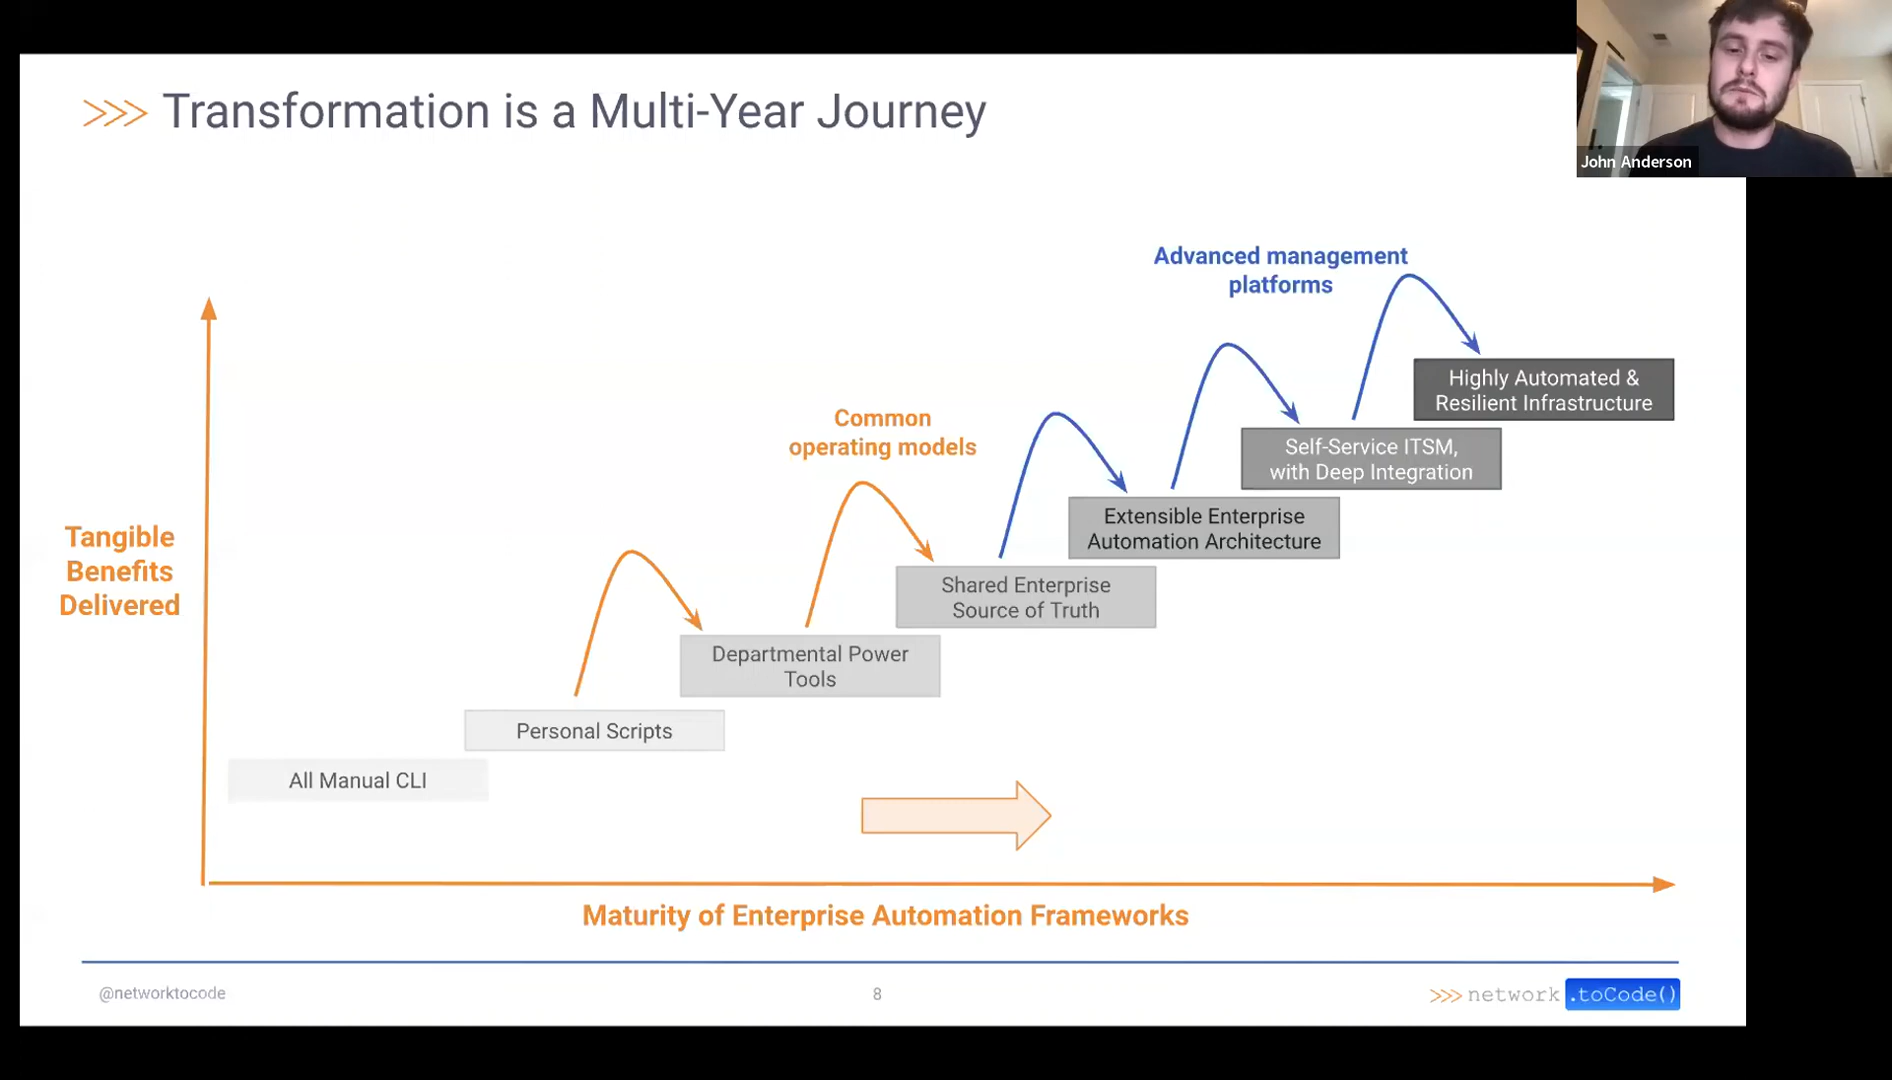 >>> Transformation is a Multi-Year Journey
John Anderson
Advanced management
platforms
Highly Automated &
Resilient Infrastructure
Common
operating models
Self-Service ITSM,
with Deep Integration
Extensible Enterprise
Automation Architecture
Tangible
Benefits
Delivered
Shared Enterprise
Source of Truth
Departmental Power
Tools
Personal Scripts
All Manual CLI
Maturity of Enterprise Automation Frameworks
@networktocode
8
>>> network .toCode()